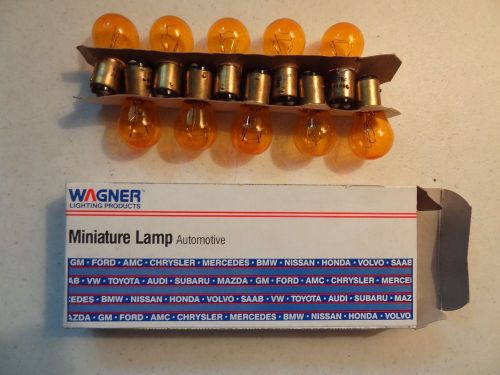 WAGNER™
LIGHTING PRODUCTS
Miniature Lamp Automotive
GM • FORD • AMC • CHRYSLER • MERCEDES • BMW • NISSAN • HONDA • VOLVO • SAAB
AB • VW • TOYOTA • AUDI • SUBARU • MAZDA • GM • FORD • AMC • CHRYSLER • MER
CEDES • BMW • NISSAN • HONDA • VOLVO • SAAB • VW • TOYOTA • AUDI • SUBARU • MAZ
AZDA • GM • FORD • AMC • CHRYSLER • MERCEDES • BMW • NISSAN • HONDA • VOLVO